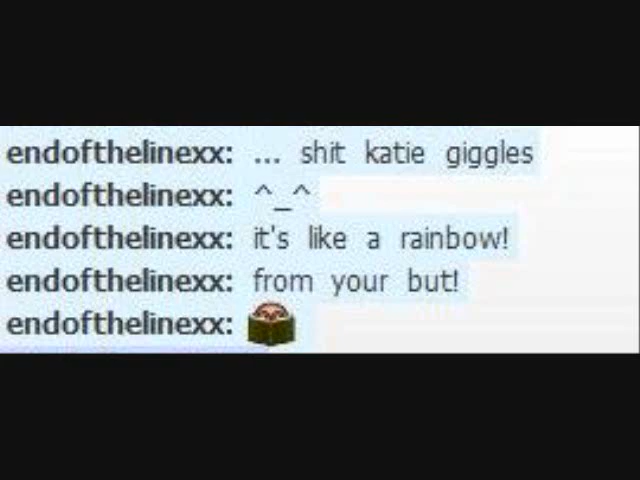 endofthelinexx: ... shit katie giggles
endofthelinexx: ^_^
endofthelinexx: it's like a rainbow!
endofthelinexx: from your but!
endofthelinexx: